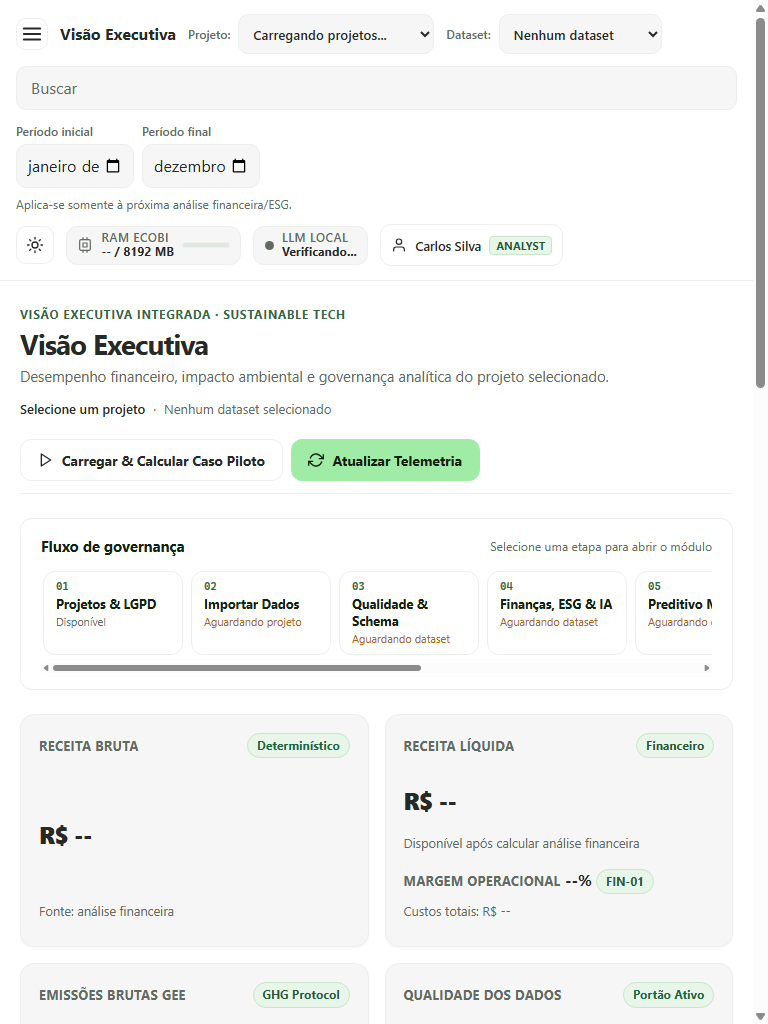 Visão Executiva
Projeto:
Carregando projetos...
Dataset:
Nenhum dataset
Buscar
Período inicial
Período final
janeiro de
dezembro
Aplica-se somente à próxima análise financeira/ESG.
RAM ECOBI
-- / 8192 MB
LLM LOCAL
Verificando...
Carlos Silva
ANALYST
VISÃO EXECUTIVA INTEGRADA · SUSTAINABLE TECH
Visão Executiva
Desempenho financeiro, impacto ambiental e governança analítica do projeto selecionado.
Selecione um projeto · Nenhum dataset selecionado
Carregar & Calcular Caso Piloto
Atualizar Telemetria
Fluxo de governança
Selecione uma etapa para abrir o módulo
01
Projetos & LGPD
Disponível
02
Importar Dados
Aguardando projeto
03
Qualidade &
Schema
Aguardando dataset
04
Finanças, ESG & IA
Aguardando dataset
05
Preditivo
Aguardando
RECEITA BRUTA
Determinístico
R$ --
Fonte: análise financeira
RECEITA LÍQUIDA
Financeiro
R$ --
Disponível após calcular análise financeira
MARGEM OPERACIONAL --% FIN-01
Custos totais: R$ --
EMISSÕES BRUTAS GEE
GHG Protocol
QUALIDADE DOS DADOS
Portão Ativo